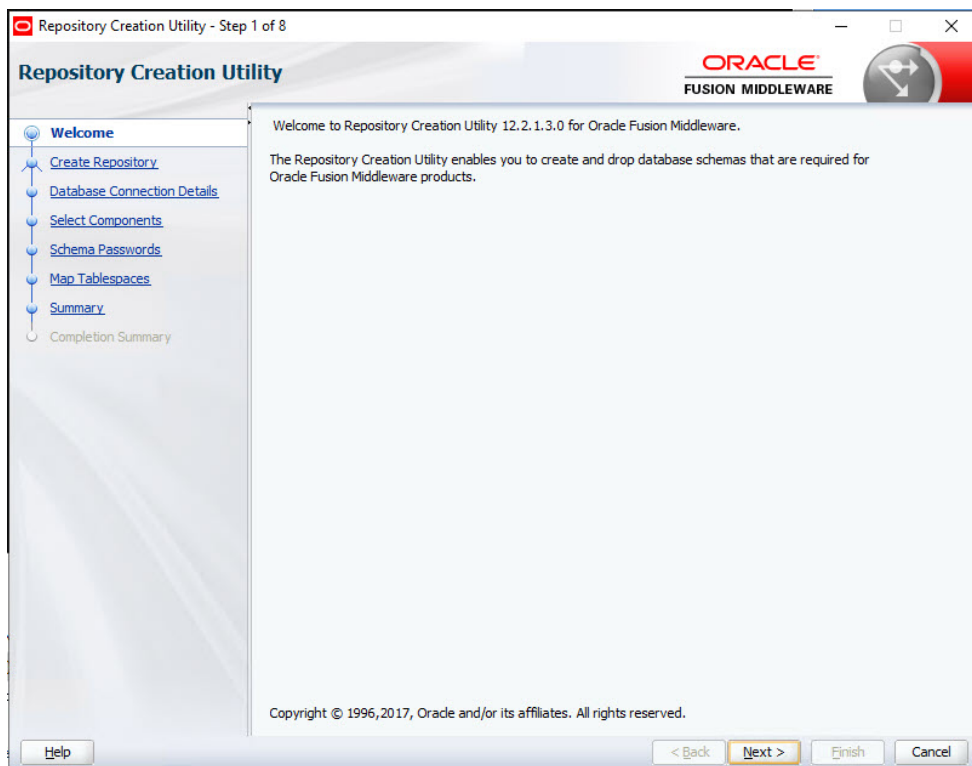 Repository Creation Utility - Step 1 of 8
Repository Creation Utility
ORACLE
FUSION MIDDLEWARE
Welcome
Create Repository
Database Connection Details
Select Components
Schema Passwords
Map Tablespaces
Summary
Completion Summary
Welcome to Repository Creation Utility 12.2.1.3.0 for Oracle Fusion Middleware.
The Repository Creation Utility enables you to create and drop database schemas that are required for
Oracle Fusion Middleware products.
Copyright © 1996,2017, Oracle and/or its affiliates. All rights reserved.
Help
< Back
Next >
Finish
Cancel